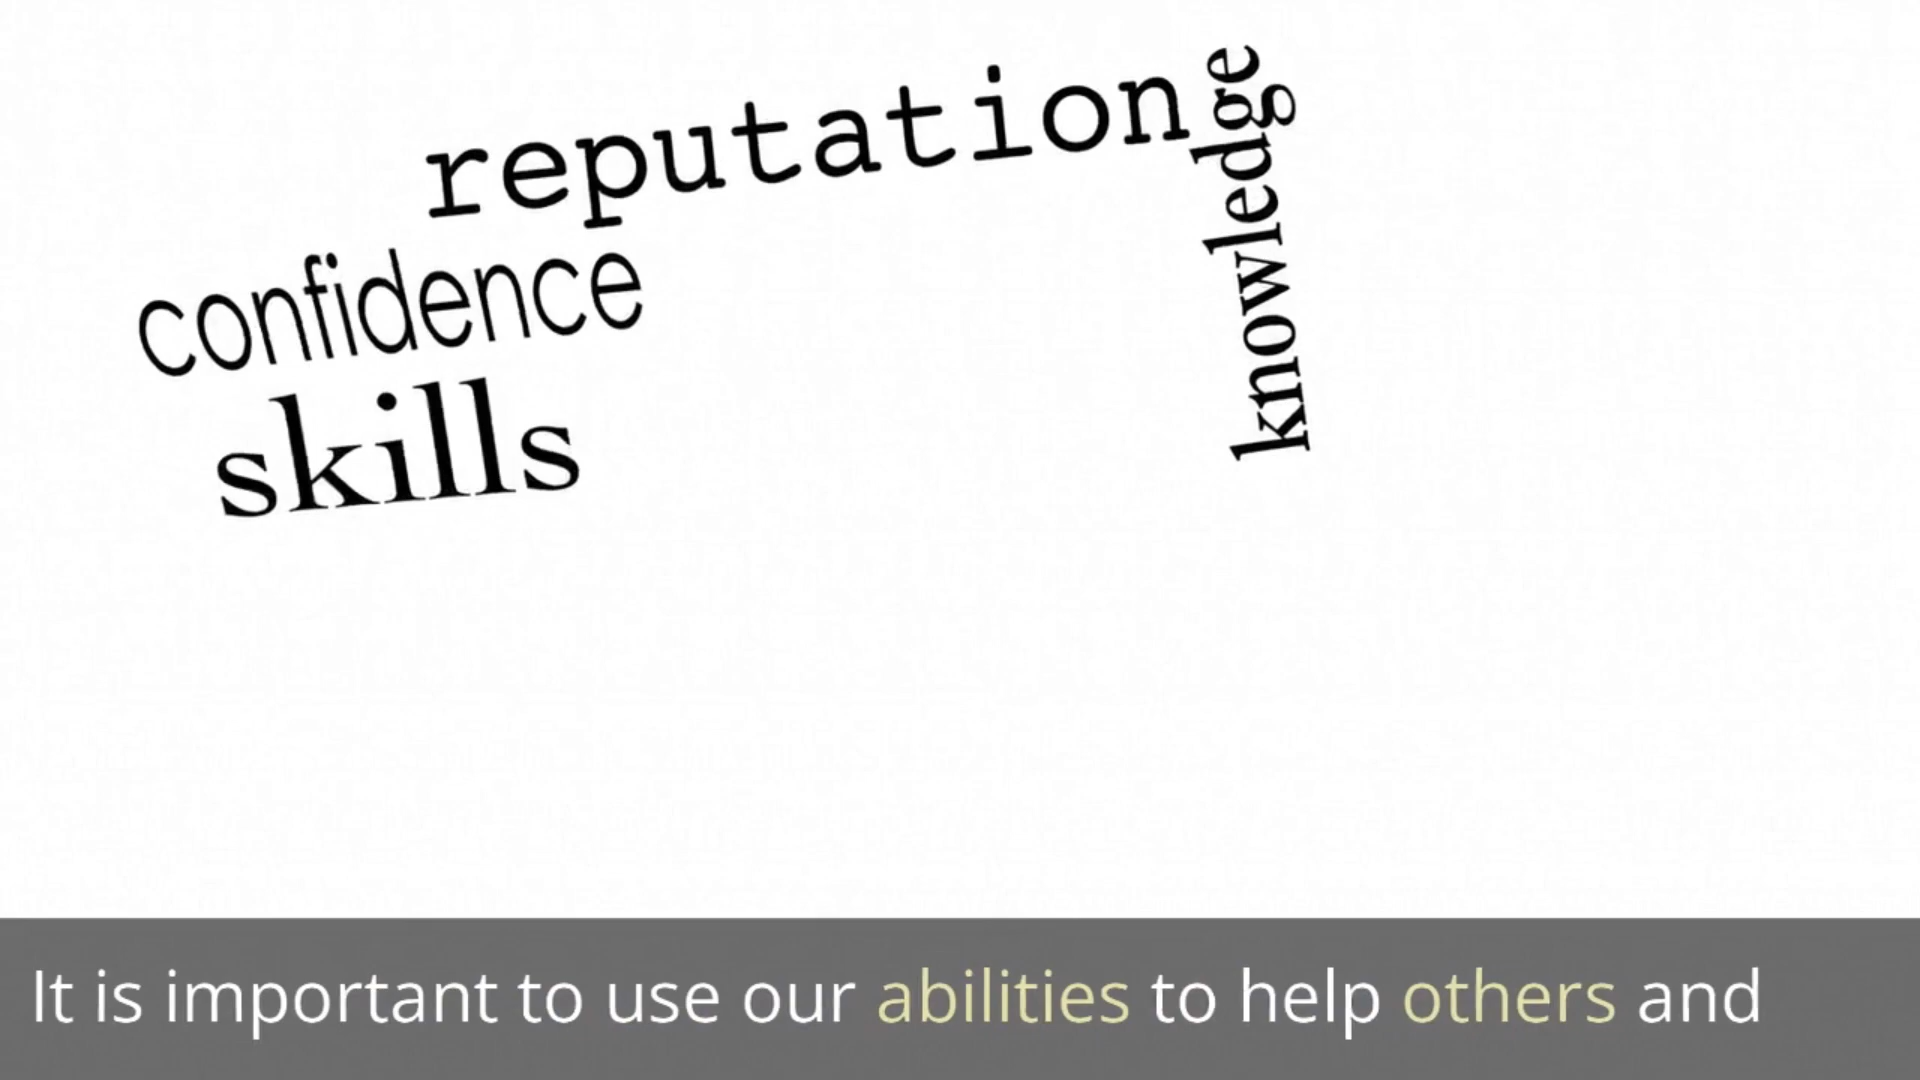 reputation
knowledge
confidence
skills
It is important to use our abilities to help others and